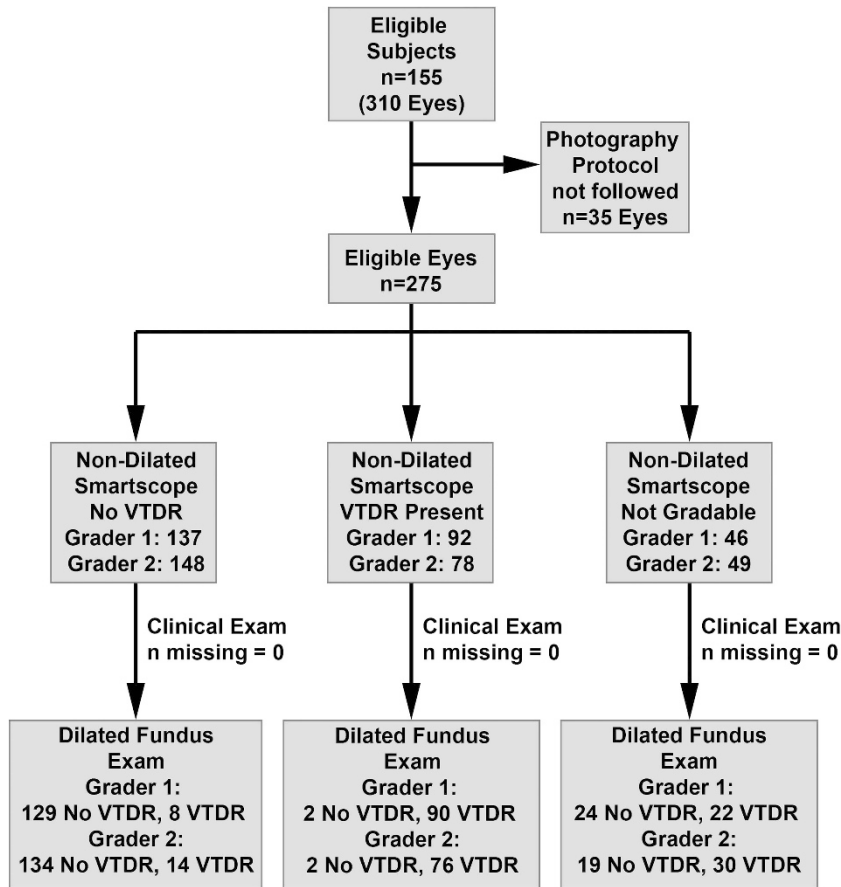 Eligible
Subjects
n=155
(310 Eyes)
Photography
Protocol
not followed
n=35 Eyes
Eligible Eyes
n=275
Non-Dilated
Smartscope
No VTDR
Grader 1: 137
Grader 2: 148
Non-Dilated
Smartscope
VTDR Present
Grader 1: 92
Grader 2: 78
Non-Dilated
Smartscope
Not Gradable
Grader 1: 46
Grader 2: 49
Clinical Exam
n missing = 0
Clinical Exam
n missing = 0
Clinical Exam
n missing = 0
Dilated Fundus
Exam
Grader 1:
129 No VTDR, 8 VTDR
Grader 2:
134 No VTDR, 14 VTDR
Dilated Fundus
Exam
Grader 1:
2 No VTDR, 90 VTDR
Grader 2:
2 No VTDR, 76 VTDR
Dilated Fundus
Exam
Grader 1:
24 No VTDR, 22 VTDR
Grader 2:
19 No VTDR, 30 VTDR